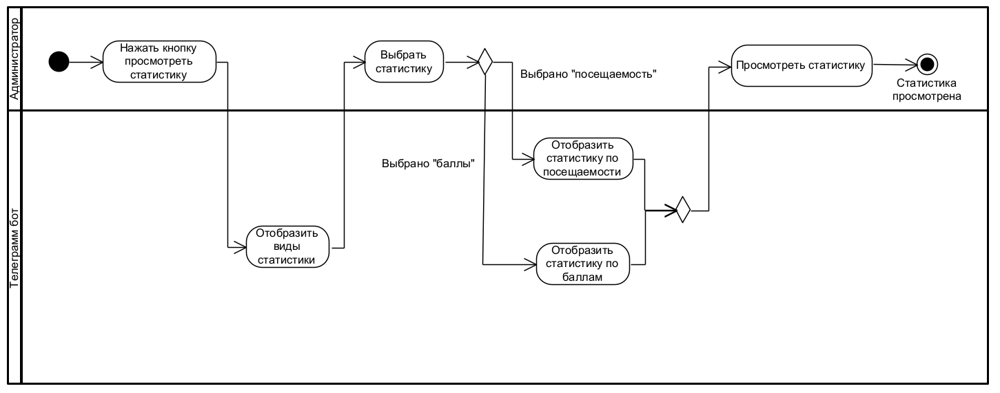 Администратор
Нажать кнопку
просмотреть
статистику
Выбрать
статистику
Выбрано "посещаемость"
Просмотреть статистику
Статистика
просмотрена
Телеграмм бот
Отобразить
виды
статистики
Выбрано "баллы"
Отобразить
статистику по
посещаемости
Отобразить
статистику по
баллам